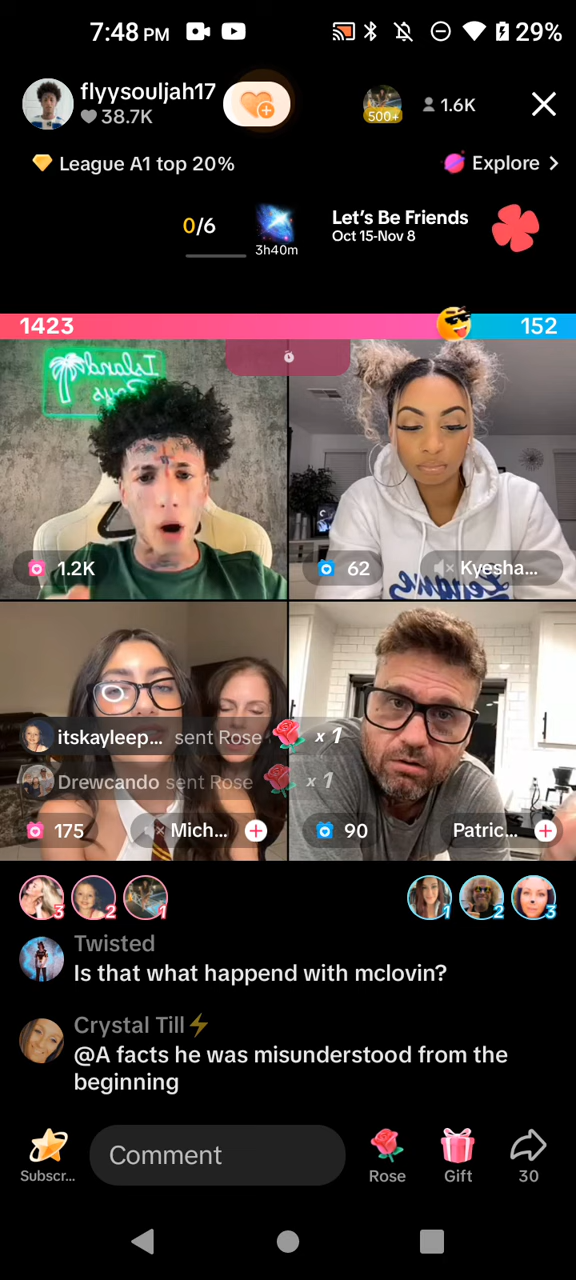 7:48 PM
29%
flyysouljah17
38.7K
500+
1.6K
League A1 top 20%
Explore >
0/6
3h40m
Let's Be Friends
Oct 15-Nov 8
1423
152
Island
Boys
1.2K
62
Kyesha...
itskayleep... sent Rose x 1
Drewcando sent Rose x 1
175
Mich...
90
Patric...
3
2
1
1
2
3
Twisted
Is that what happend with mclovin?
Crystal Till⚡
@A facts he was misunderstood from the
beginning
Subscr...
Comment
Rose
Gift
30